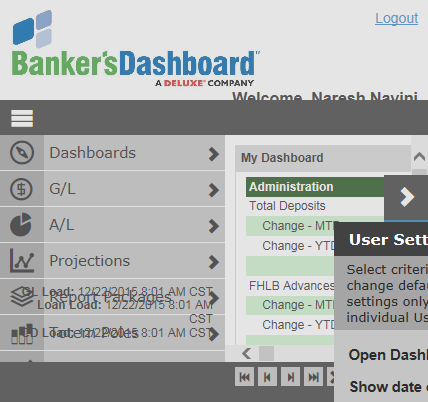 Logout
Banker'sDashboard™
A DELUXE® COMPANY
Welcome, Naresh Navini
Dashboards
G/L
A/L
Projections
Report Packages
Totem Poles
GL Load: 12/22/2015 8:01 AM CST
Loan Load: 12/22/2015 8:01 AM
CST
CD Load: 12/22/2015 8:01 AM CST
My Dashboard
Administration
Total Deposits
Change - MTD
Change - YTD
FHLB Advances
Change - MTD
Change - YTD
User Sett
Select criteri
change defau
settings only
individual Us
Open Dashb
Show date o